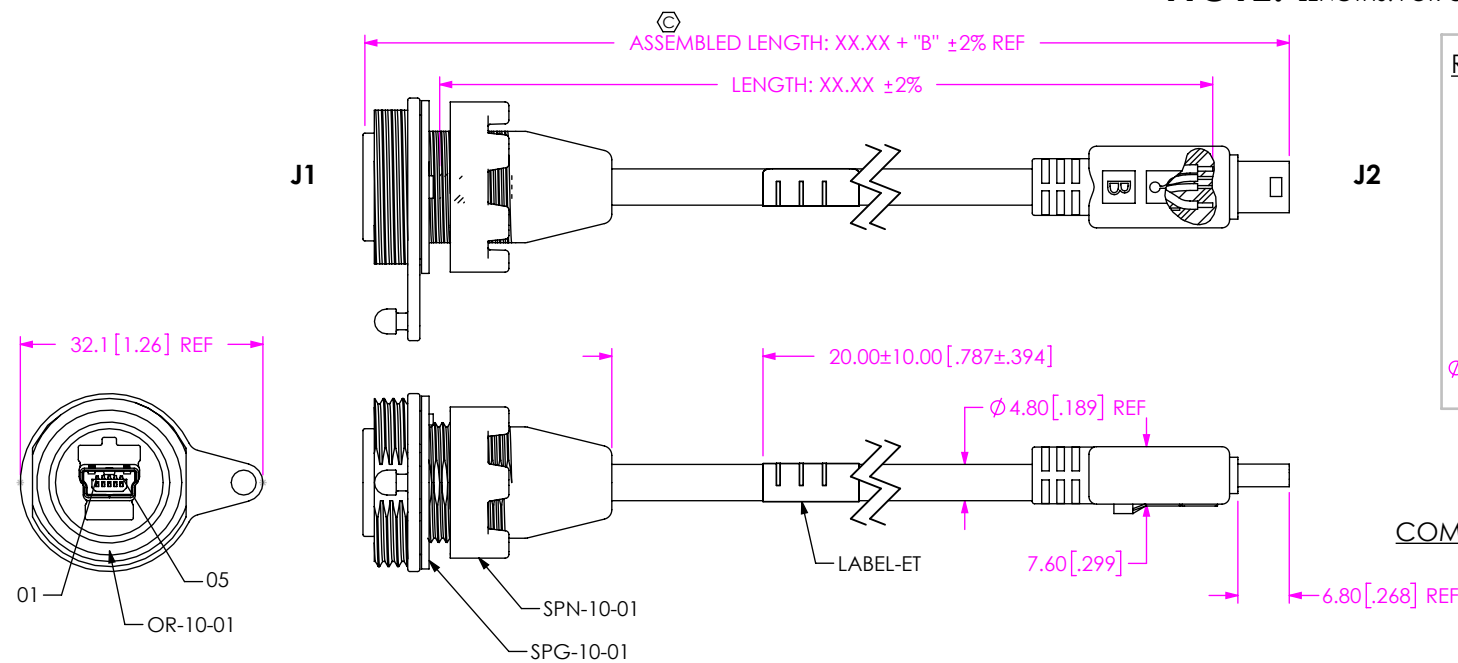 C
ASSEMBLED LENGTH: XX.XX + "B" ±2% REF
LENGTH: XX.XX ±2%
J1
J2
B
32.1[1.26] REF
20.00±10.00[.787±.394]
Ø4.80[.189] REF
01
05
OR-10-01
LABEL-ET
7.60[.299]
COM
6.80[.268] REF
SPN-10-01
SPG-10-01
Ø